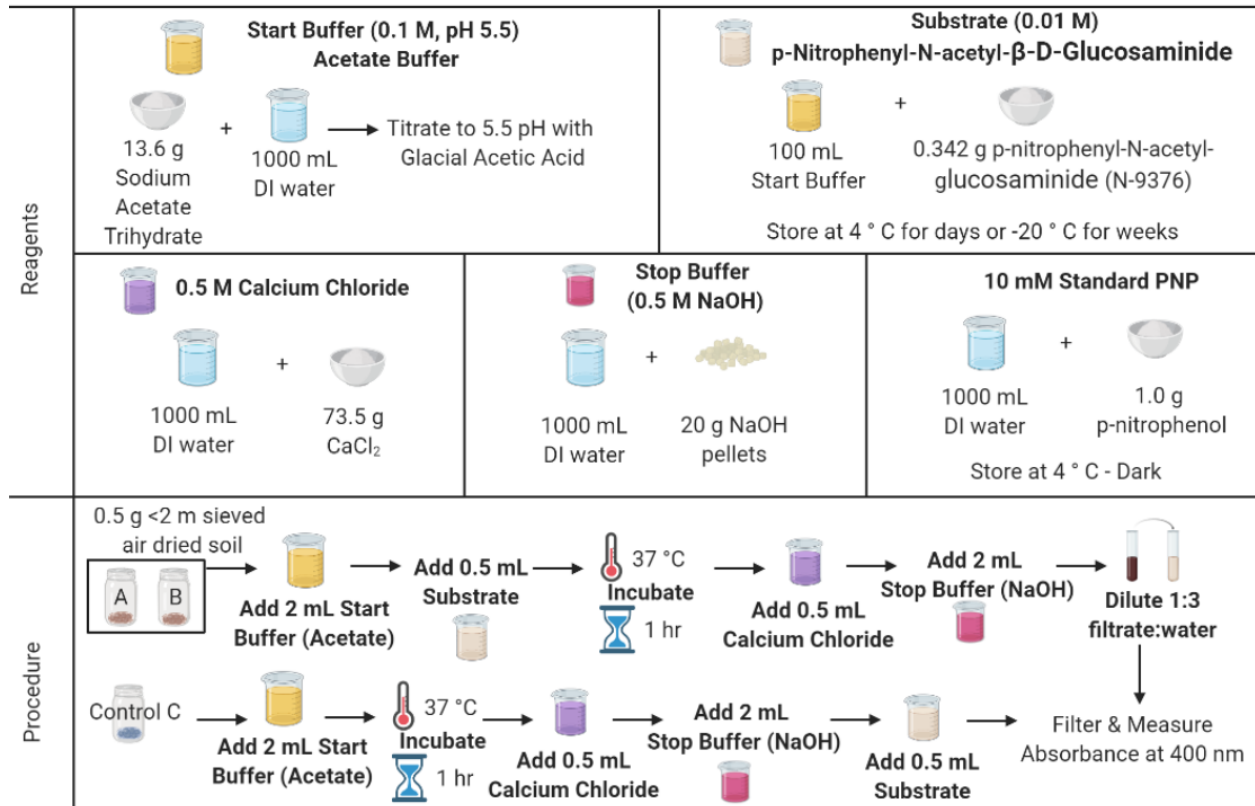 Reagents
Start Buffer (0.1 M, pH 5.5)
Acetate Buffer
13.6 g
Sodium
Acetate
Trihydrate
+
1000 mL
DI water
Titrate to 5.5 pH with
Glacial Acetic Acid
Substrate (0.01 M)
p-Nitrophenyl-N-acetyl-β-D-Glucosaminide
100 mL
Start Buffer
+
0.342 g p-nitrophenyl-N-acetyl-
glucosaminide (N-9376)
Store at 4 ° C for days or -20 ° C for weeks
0.5 M Calcium Chloride
1000 mL
DI water
+
73.5 g
CaCl₂
Stop Buffer
(0.5 M NaOH)
1000 mL
DI water
+
20 g NaOH
pellets
10 mM Standard PNP
1000 mL
DI water
+
1.0 g
p-nitrophenol
Store at 4 ° C - Dark
Procedure
0.5 g <2 m sieved
air dried soil
A B
Add 2 mL Start
Buffer (Acetate)
Add 0.5 mL
Substrate
37 °C
Incubate
1 hr
Add 0.5 mL
Calcium Chloride
Add 2 mL
Stop Buffer (NaOH)
Dilute 1:3
filtrate:water
Control C
Add 2 mL Start
Buffer (Acetate)
37 °C
Incubate
1 hr
Add 0.5 mL
Calcium Chloride
Add 2 mL
Stop Buffer (NaOH)
Add 0.5 mL
Substrate
Filter & Measure
Absorbance at 400 nm